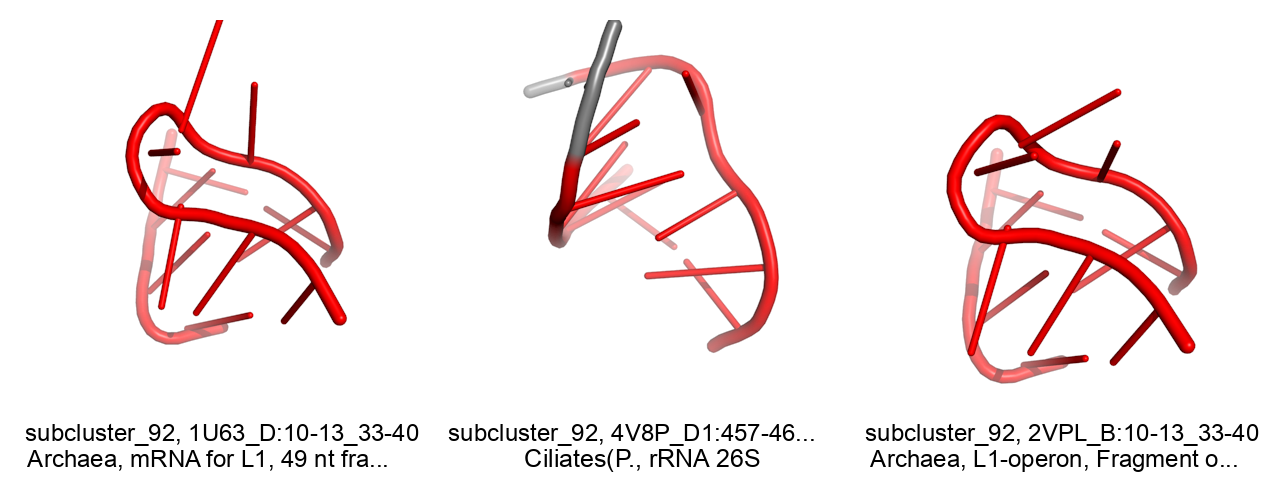 subcluster_92, 1U63_D:10-13_33-40
Archaea, mRNA for L1, 49 nt fra...
subcluster_92, 4V8P_D1:457-46...
Ciliates(P., rRNA 26S
subcluster_92, 2VPL_B:10-13_33-40
Archaea, L1-operon, Fragment o...